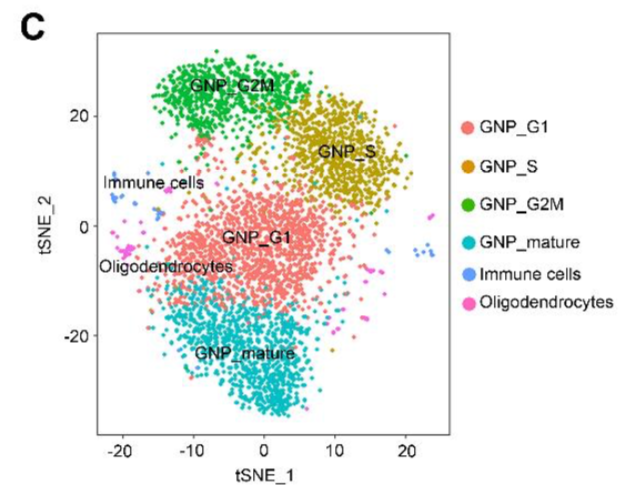 C
GNP_G2M
20
GNP_S
GNP_G1
GNP_S
Immune cells
GNP_G2M
tSNE_2
0
GNP_G1
GNP_mature
Oligodendrocytes
Immune cells
Oligodendrocytes
-20
GNP_mature
-20 -10 0 10 20
tSNE_1